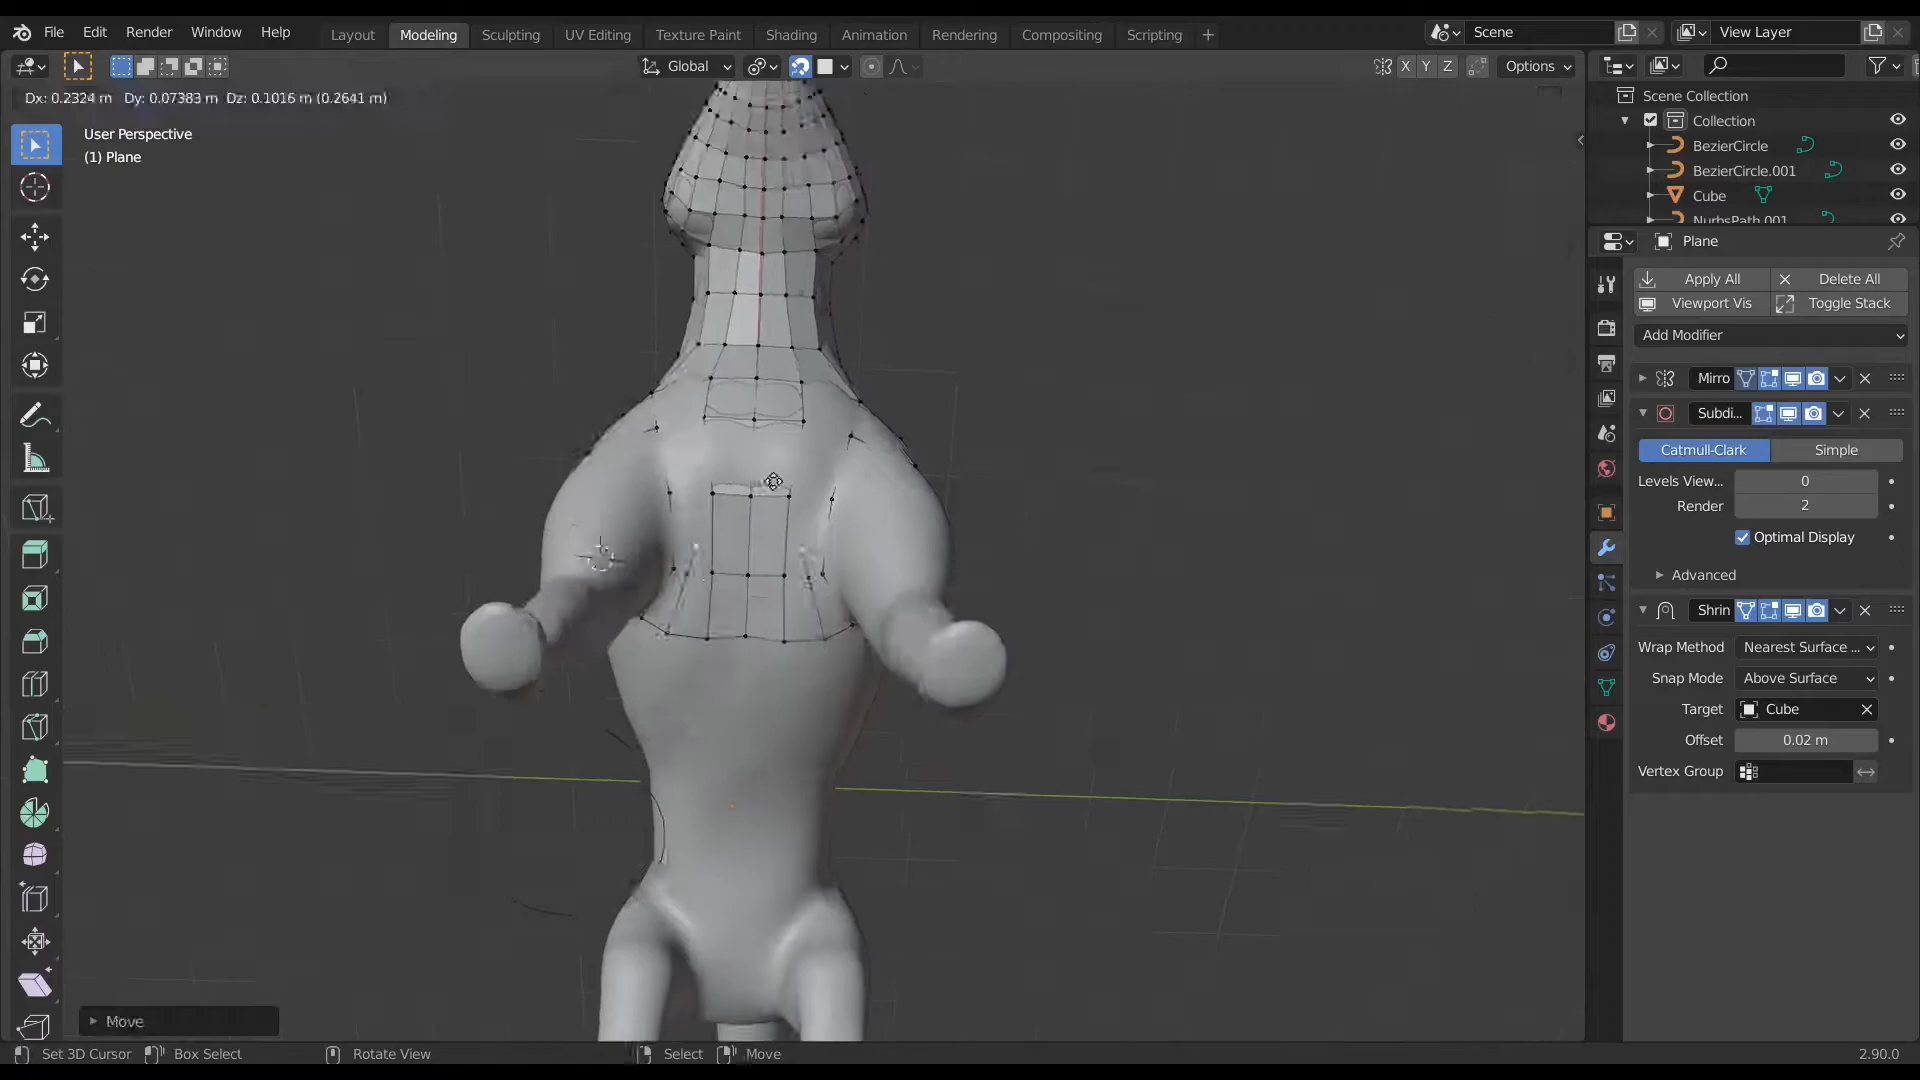 File Edit Render Window Help
Layout Modeling Sculpting UV Editing Texture Paint Shading Animation Rendering Compositing Scripting +
Scene
View Layer
Global
X Y Z
Options
Dx: 0.2324 m Dy: 0.07383 m Dz: 0.1016 m (0.2641 m)
User Perspective
(1) Plane
Scene Collection
Collection
BezierCircle
BezierCircle.001
Cube
NurbsPath.001
Plane
Apply All
Delete All
Viewport Vis
Toggle Stack
Add Modifier
Mirro
Subdi...
Catmull-Clark
Simple
Levels View... 0
Render 2
Optimal Display
Advanced
Shrin
Wrap Method Nearest Surface ...
Snap Mode Above Surface
Target Cube
Offset 0.02 m
Vertex Group
Move
Set 3D Cursor
Box Select
Rotate View
Select
Move
2.90.0